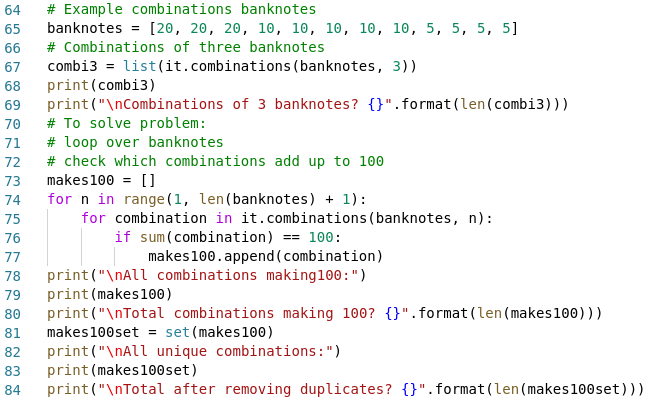 64 # Example combinations banknotes
65 banknotes = [20, 20, 20, 10, 10, 10, 10, 10, 5, 5, 5, 5]
66 # Combinations of three banknotes
67 combi3 = list(it.combinations(banknotes, 3))
68 print(combi3)
69 print("\nCombinations of 3 banknotes? {}".format(len(combi3)))
70 # To solve problem:
71 # loop over banknotes
72 # check which combinations add up to 100
73 makes100 = []
74 for n in range(1, len(banknotes) + 1):
75     for combination in it.combinations(banknotes, n):
76         if sum(combination) == 100:
77             makes100.append(combination)
78 print("\nAll combinations making100:")
79 print(makes100)
80 print("\nTotal combinations making 100? {}".format(len(makes100)))
81 makes100set = set(makes100)
82 print("\nAll unique combinations:")
83 print(makes100set)
84 print("\nTotal after removing duplicates? {}".format(len(makes100set)))